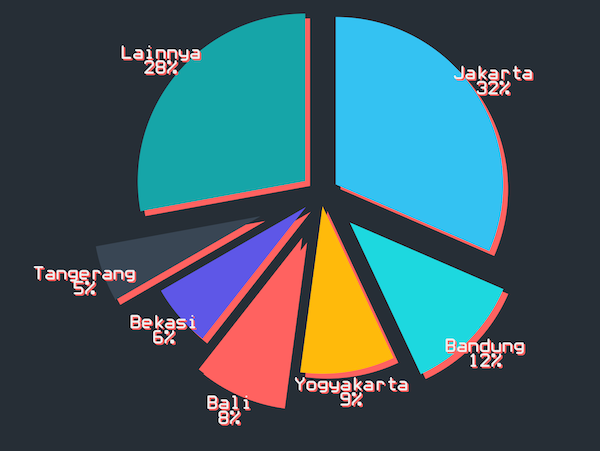 Lainnya
28%
Jakarta
32%
Tangerang
5%
Bekasi
6%
Bandung
12%
Yogyakarta
9%
Bali
8%